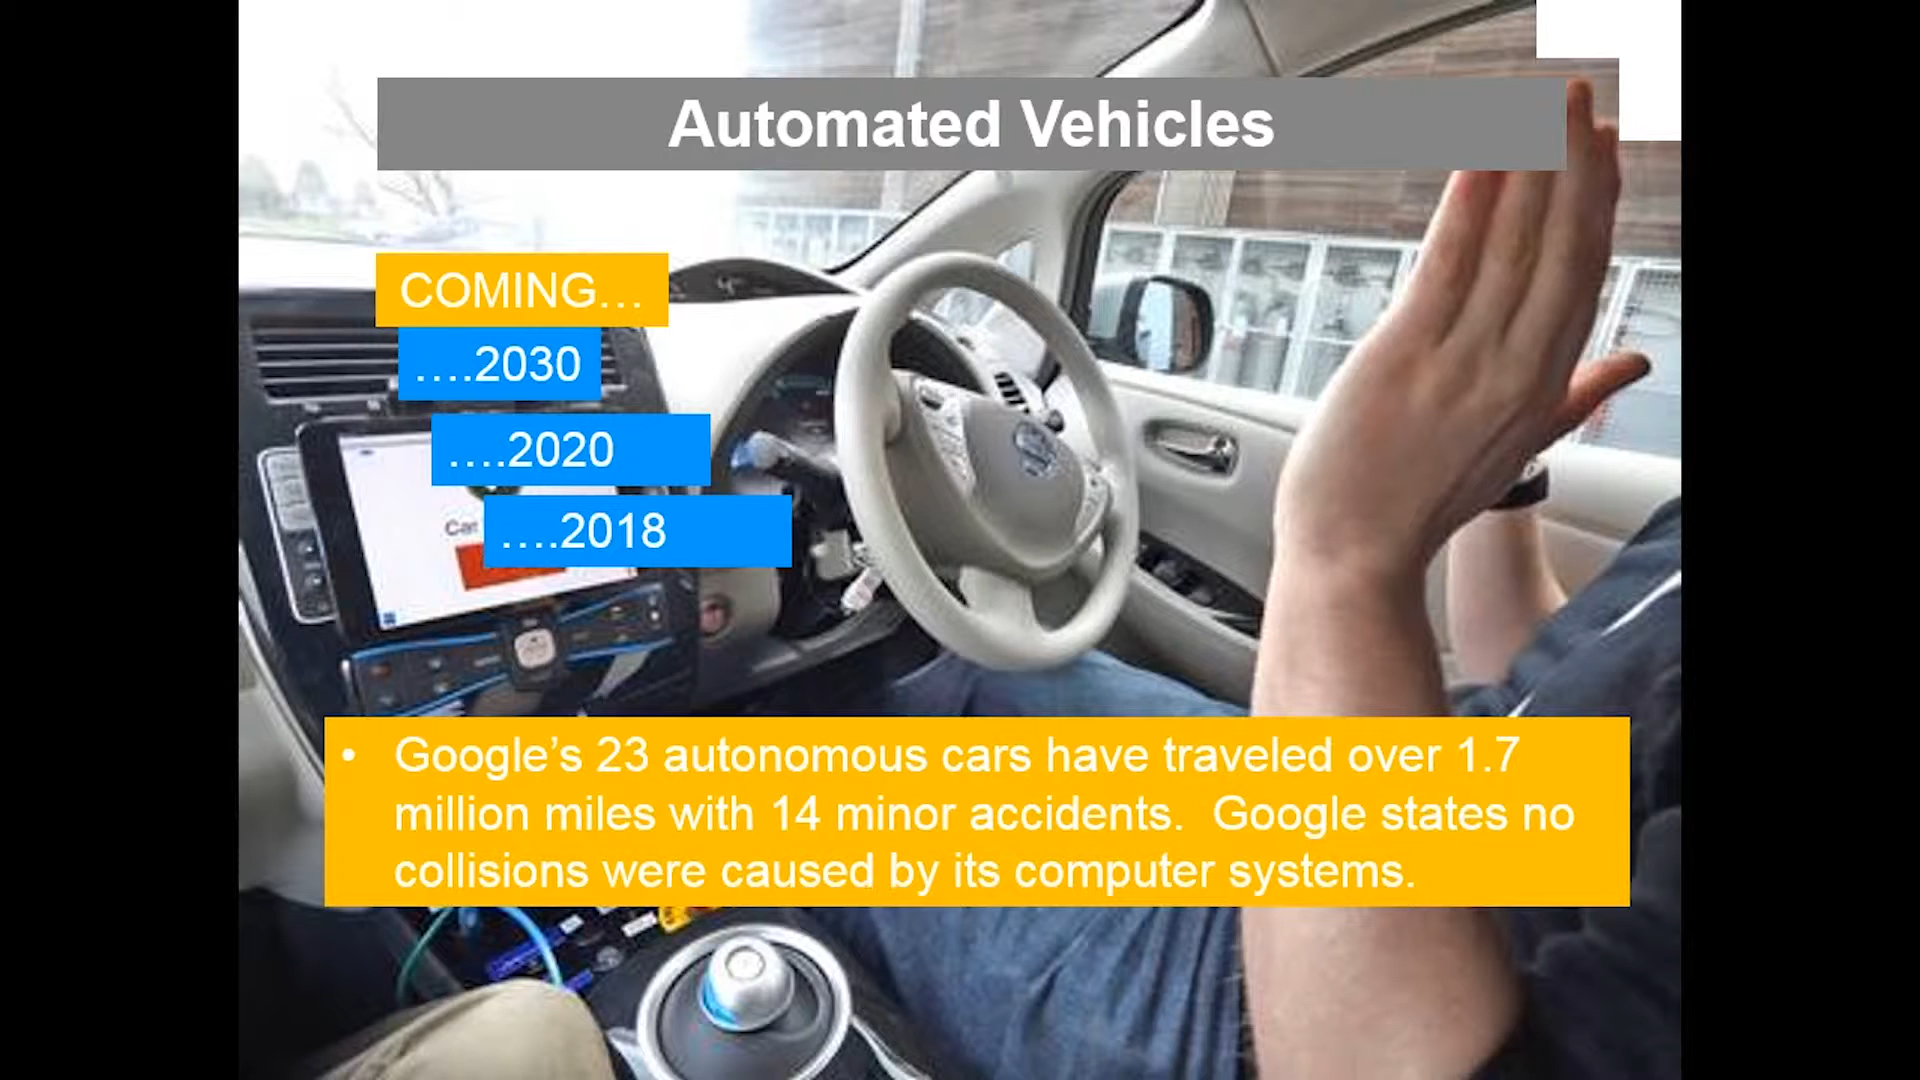 Automated Vehicles
COMING…
….2030
….2020
….2018
Car
• Google’s 23 autonomous cars have traveled over 1.7
million miles with 14 minor accidents.  Google states no
collisions were caused by its computer systems.